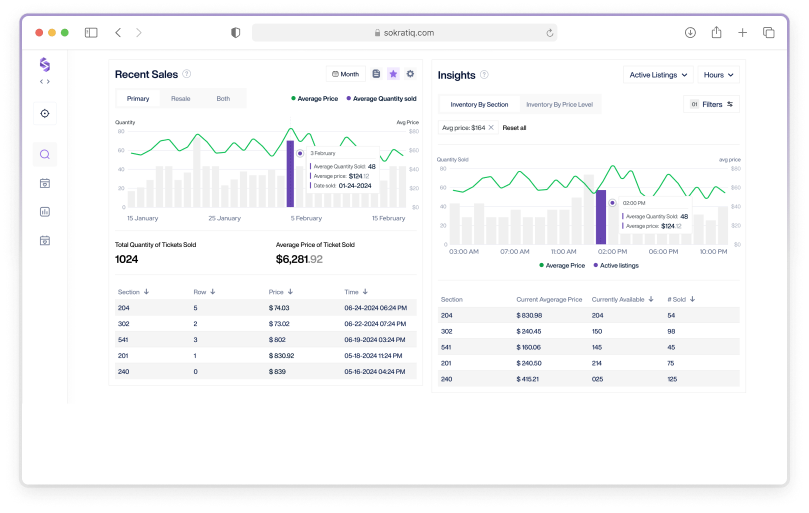 sokratiq.com
Recent Sales
Month
Primary Resale Both
Average Price Average Quantity sold
Quantity Avg Price
80 $80
60 $60
40 $40
20 $20
0 $0
3 February
Average Quantity Sold: 48
Average price: $124.12
Date sold: 01-24-2024
15 January 25 January 5 February 15 February
Total Quantity of Tickets Sold Average Price of Ticket Sold
1024 $6,281.92
Section Row Price Time
204 5 $ 74.03 06-24-2024 06:24 PM
302 2 $ 73.02 06-22-2024 07:24 PM
541 3 $ 802 06-19-2024 03:24 PM
201 1 $ 830.92 05-18-2024 11:24 PM
240 0 $ 839 05-16-2024 04:24 PM
Insights
Active Listings Hours
Inventory By Section Inventory By Price Level
01 Filters
Avg price: $164 Reset all
Quantity Sold avg price
80 $80
60 $60
40 $40
20 $20
0 $0
02:00 PM
Average Quantity Sold: 48
Average price: $124.12
03:00 AM 07:00 AM 11:00 AM 02:00 PM 06:00 PM 10:00 PM
Average Price Active listings
Section Current Avgerage Price Currently Available # Sold
204 $ 830.98 204 54
302 $ 240.45 150 98
541 $ 160.06 145 45
201 $ 240.50 214 75
240 $ 415.21 025 125